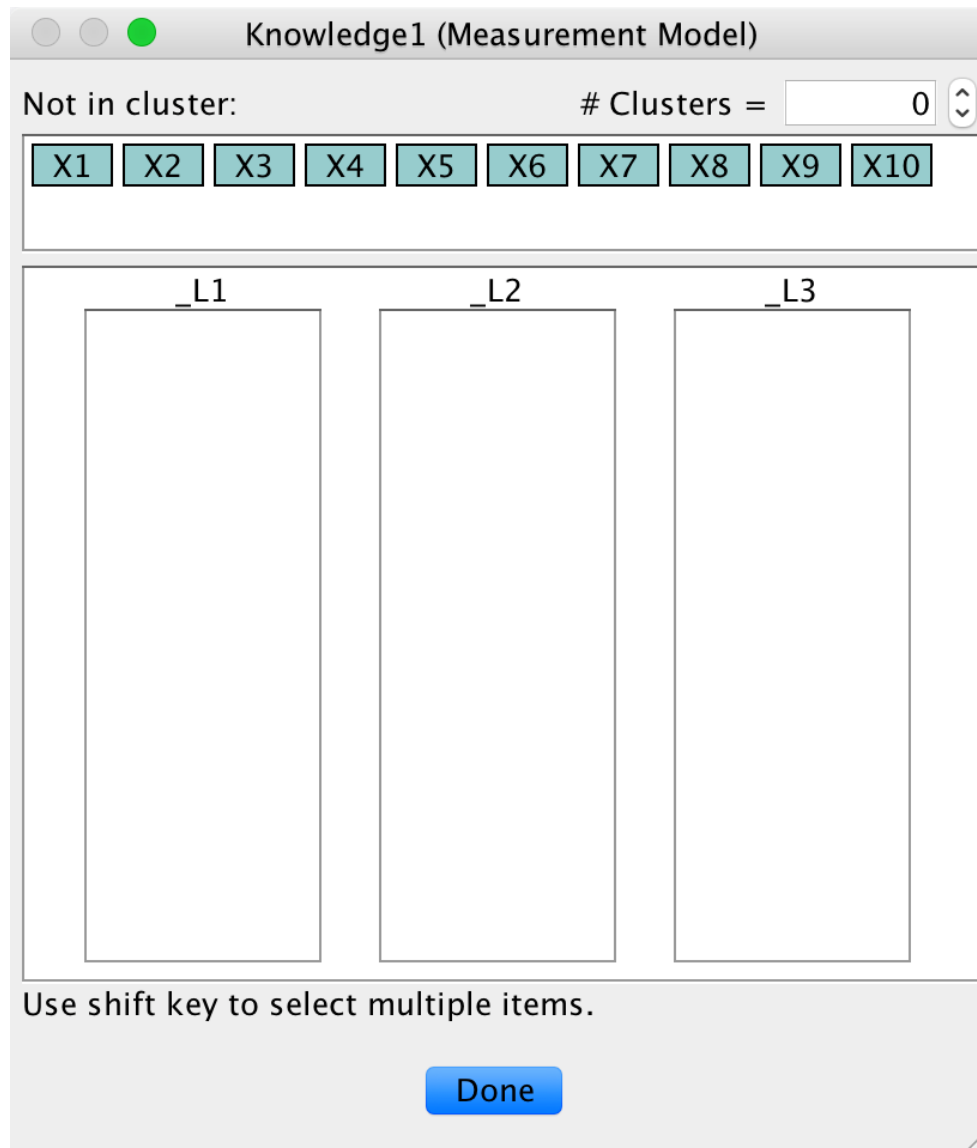 Knowledge1 (Measurement Model)
Not in cluster: # Clusters = 0
X1 X2 X3 X4 X5 X6 X7 X8 X9 X10
_L1 _L2 _L3
Use shift key to select multiple items.
Done